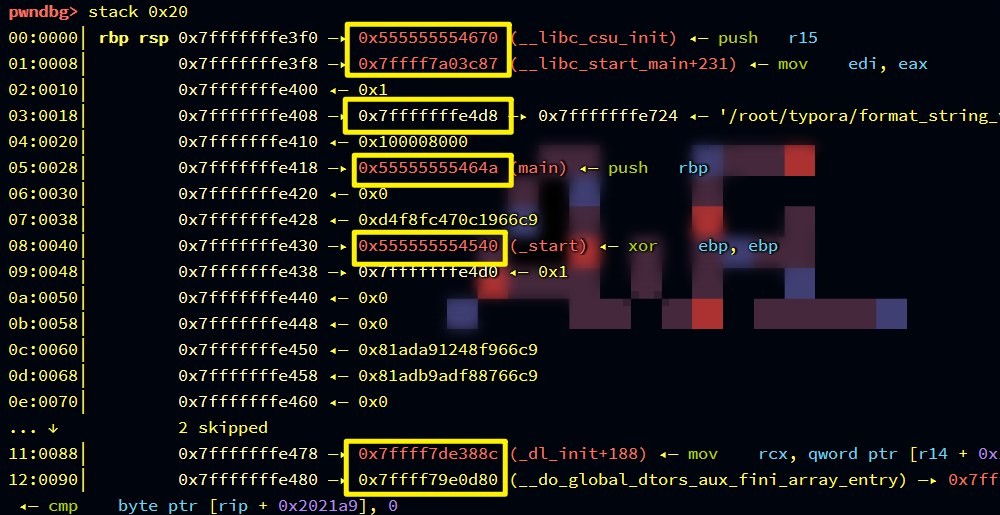 pwndbg> stack 0x20
00:0000│ rbp rsp 0x7fffffffe3f0 —▸ 0x555555554670 (__libc_csu_init) ◂— push r15
01:0008│ 0x7fffffffe3f8 —▸ 0x7ffff7a03c87 (__libc_start_main+231) ◂— mov edi, eax
02:0010│ 0x7fffffffe400 ◂— 0x1
03:0018│ 0x7fffffffe408 —▸ 0x7fffffffe4d8 —▸ 0x7fffffffe724 ◂— '/root/typora/format_string_
04:0020│ 0x7fffffffe410 ◂— 0x100008000
05:0028│ 0x7fffffffe418 —▸ 0x55555555464a (main) ◂— push rbp
06:0030│ 0x7fffffffe420 ◂— 0x0
07:0038│ 0x7fffffffe428 ◂— 0xd4f8fc470c1966c9
08:0040│ 0x7fffffffe430 —▸ 0x555555554540 (_start) ◂— xor ebp, ebp
09:0048│ 0x7fffffffe438 —▸ 0x7fffffffe4d0 ◂— 0x1
0a:0050│ 0x7fffffffe440 ◂— 0x0
0b:0058│ 0x7fffffffe448 ◂— 0x0
0c:0060│ 0x7fffffffe450 ◂— 0x81ada91248f966c9
0d:0068│ 0x7fffffffe458 ◂— 0x81adb9adf88766c9
0e:0070│ 0x7fffffffe460 ◂— 0x0
... ↓ 2 skipped
11:0088│ 0x7fffffffe478 —▸ 0x7ffff7de388c (_dl_init+188) ◂— mov rcx, qword ptr [r14 + 0x
12:0090│ 0x7fffffffe480 —▸ 0x7ffff79e0d80 (__do_global_dtors_aux_fini_array_entry) —▸ 0x7ff
◂— cmp byte ptr [rip + 0x2021a9], 0